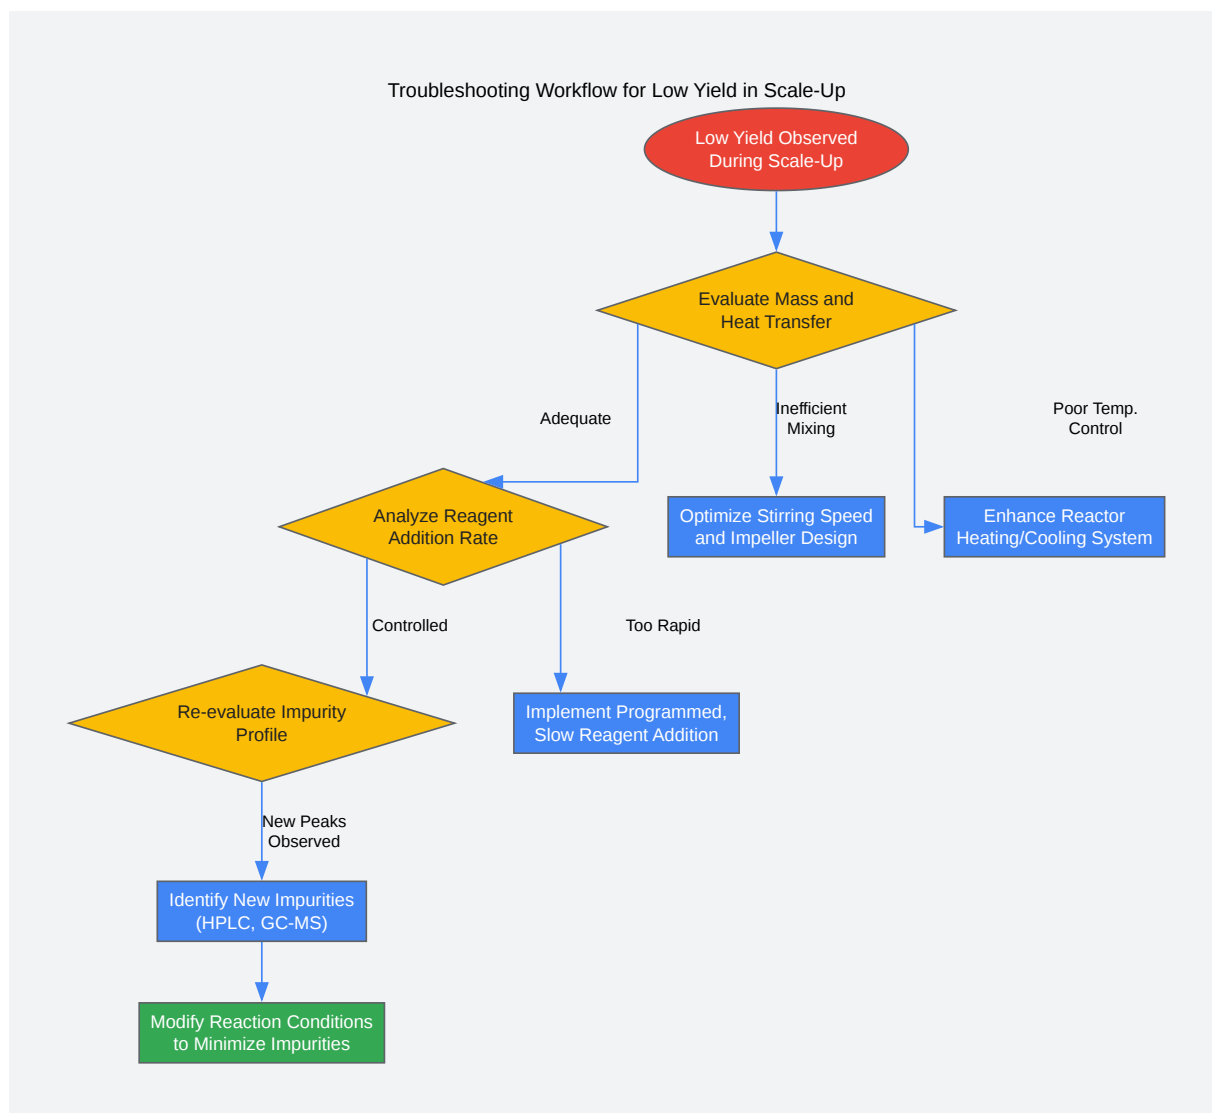 Troubleshooting Workflow for Low Yield in Scale-Up
Low Yield Observed
During Scale-Up
Evaluate Mass and
Heat Transfer
Adequate
Inefficient
Mixing
Poor Temp.
Control
Analyze Reagent
Addition Rate
Optimize Stirring Speed
and Impeller Design
Enhance Reactor
Heating/Cooling System
Controlled
Too Rapid
Re-evaluate Impurity
Profile
Implement Programmed,
Slow Reagent Addition
New Peaks
Observed
Identify New Impurities
(HPLC, GC-MS)
Modify Reaction Conditions
to Minimize Impurities